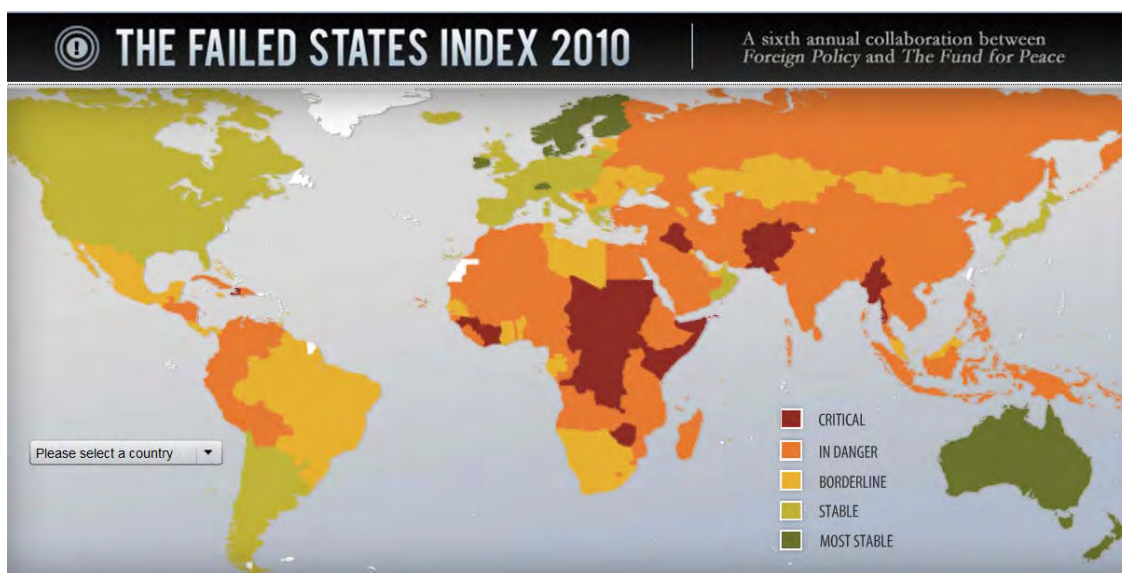 THE FAILED STATES INDEX 2010
A sixth annual collaboration between
Foreign Policy and The Fund for Peace
Please select a country
CRITICAL
IN DANGER
BORDERLINE
STABLE
MOST STABLE